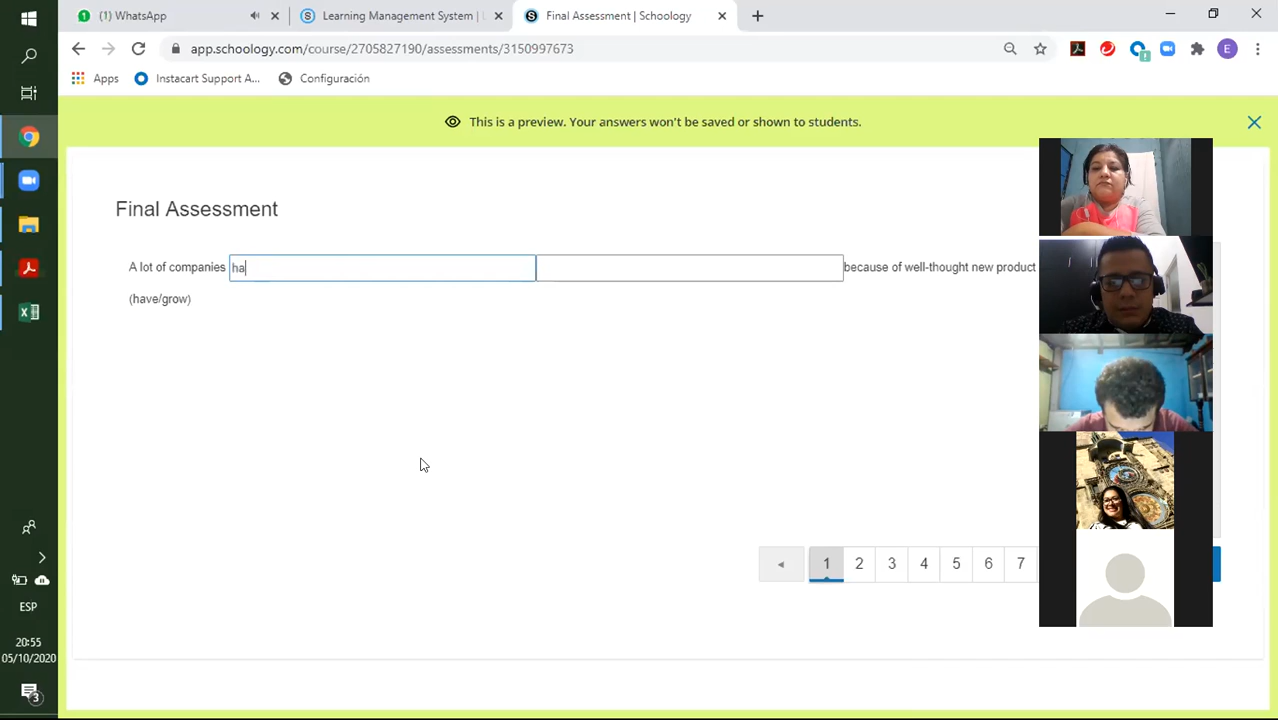 (1) WhatsApp
Learning Management System | L
Final Assessment | Schoology
app.schoology.com/course/2705827190/assessments/3150997673
E
Apps
Instacart Support A...
Configuración
This is a preview. Your answers won't be saved or shown to students.
Final Assessment
A lot of companies ha because of well-thought new product
(have/grow)
1 2 3 4 5 6 7
ESP
20:55
05/10/2020
3